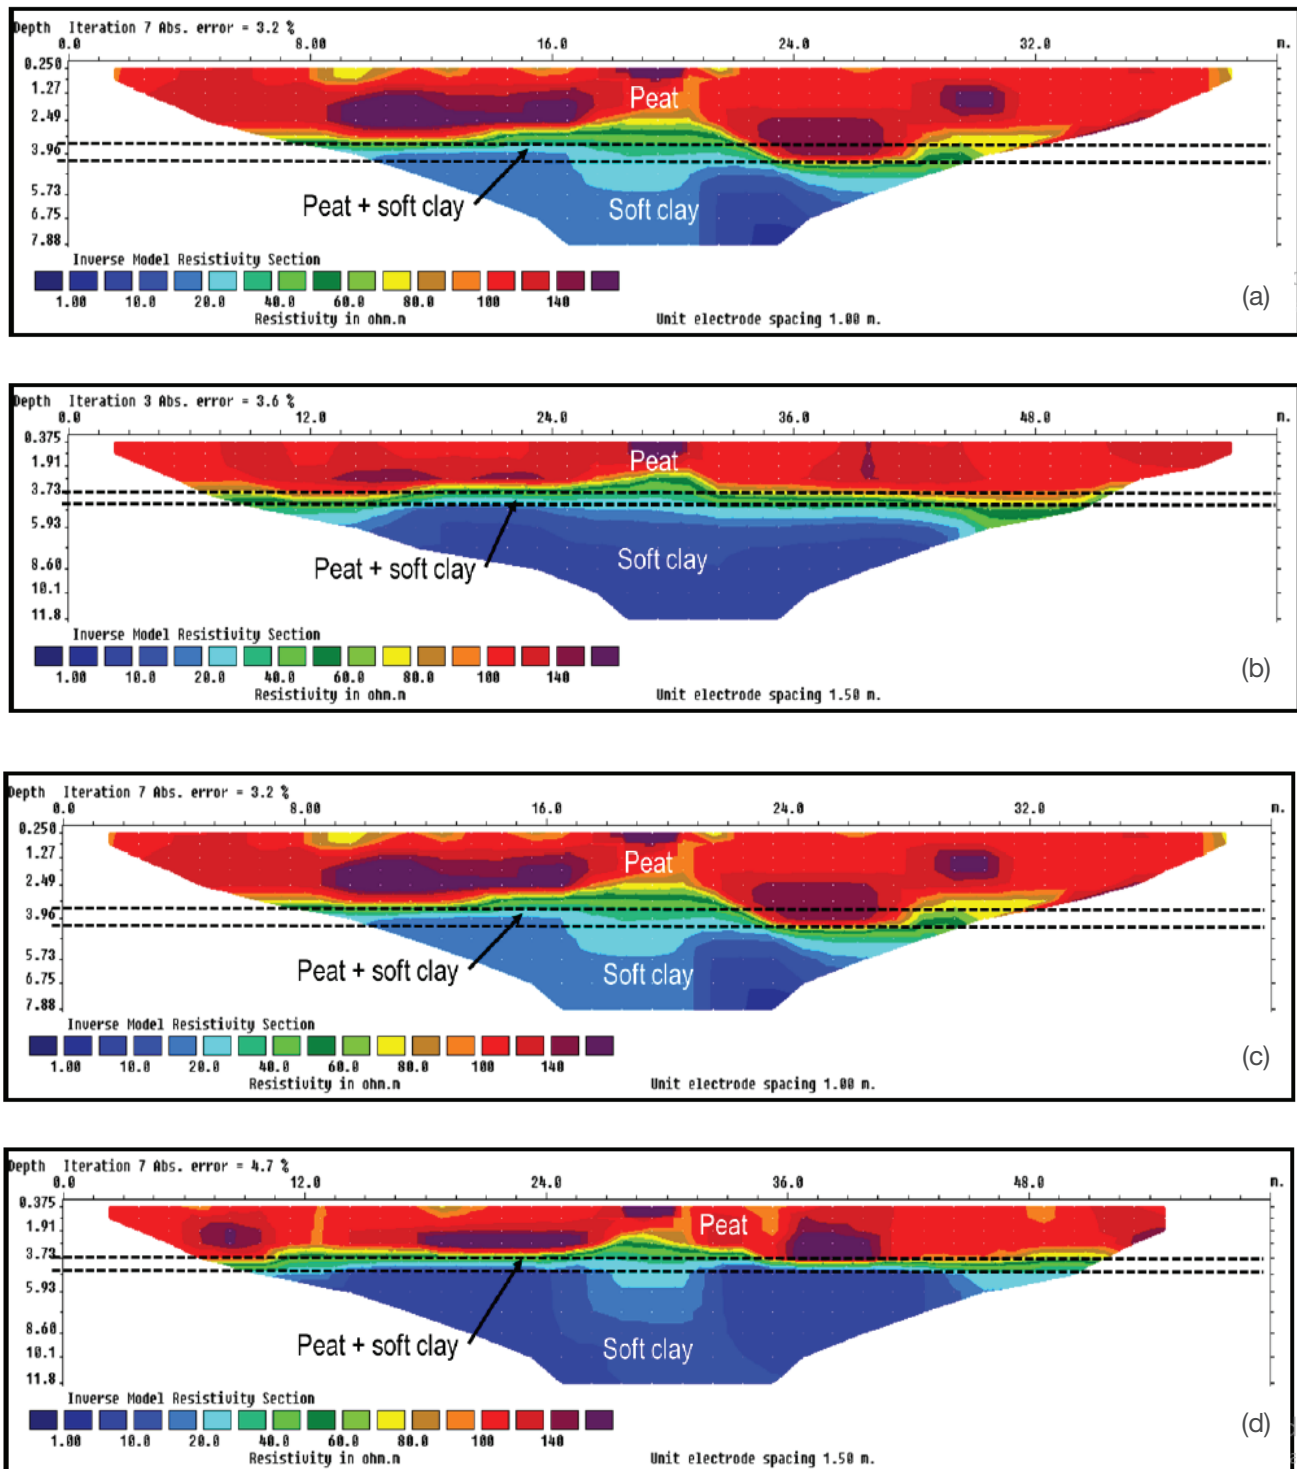 Depth Iteration 7 Abs. error = 3.2 %
0.0 8.00 16.0 24.0 32.0 m.
0.250
1.27
2.49
3.96
5.73
6.75
7.88
Peat
Peat + soft clay
Soft clay
Inverse Model Resistivity Section
1.00 10.0 20.0 40.0 60.0 80.0 100 140
Resistivity in ohm.m Unit electrode spacing 1.00 m.
(a)
Depth Iteration 3 Abs. error = 3.6 %
0.0 12.0 24.0 36.0 48.0 m.
0.375
1.91
3.73
5.93
8.60
10.1
11.8
Peat
Peat + soft clay
Soft clay
Inverse Model Resistivity Section
1.00 10.0 20.0 40.0 60.0 80.0 100 140
Resistivity in ohm.m Unit electrode spacing 1.50 m.
(b)
Depth Iteration 7 Abs. error = 3.2 %
0.0 8.00 16.0 24.0 32.0 m.
0.250
1.27
2.49
3.96
5.73
6.75
7.88
Peat
Peat + soft clay
Soft clay
Inverse Model Resistivity Section
1.00 10.0 20.0 40.0 60.0 80.0 100 140
Resistivity in ohm.m Unit electrode spacing 1.00 m.
(c)
Depth Iteration 7 Abs. error = 4.7 %
0.0 12.0 24.0 36.0 48.0 m.
0.375
1.91
3.73
5.93
8.60
10.1
11.8
Peat
Peat + soft clay
Soft clay
Inverse Model Resistivity Section
1.00 10.0 20.0 40.0 60.0 80.0 100 140
Resistivity in ohm.m Unit electrode spacing 1.50 m.
(d)